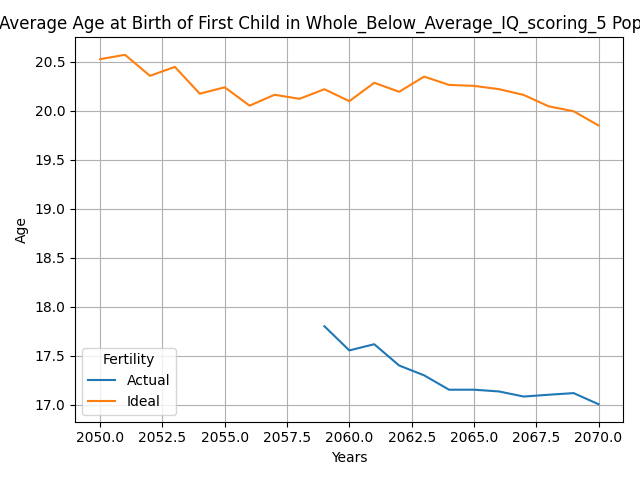 Average Age at Birth of First Child in Whole_Below_Average_IQ_scoring_5 Pop
20.5
20.0
19.5
19.0
18.5
18.0
17.5
17.0
Age
Fertility
Actual
Ideal
2050.0 2052.5 2055.0 2057.5 2060.0 2062.5 2065.0 2067.5 2070.0
Years